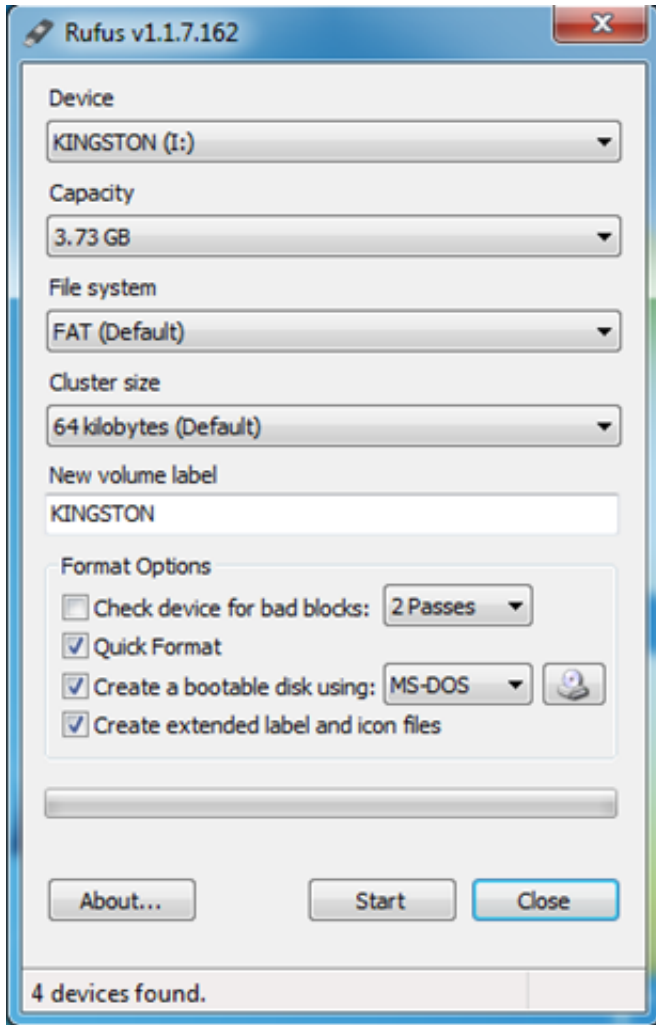 Rufus v1.1.7.162
Device
KINGSTON (I:)
Capacity
3.73 GB
File system
FAT (Default)
Cluster size
64 kilobytes (Default)
New volume label
KINGSTON
Format Options
Check device for bad blocks: 2 Passes
Quick Format
Create a bootable disk using: MS-DOS
Create extended label and icon files
About... Start Close
4 devices found.